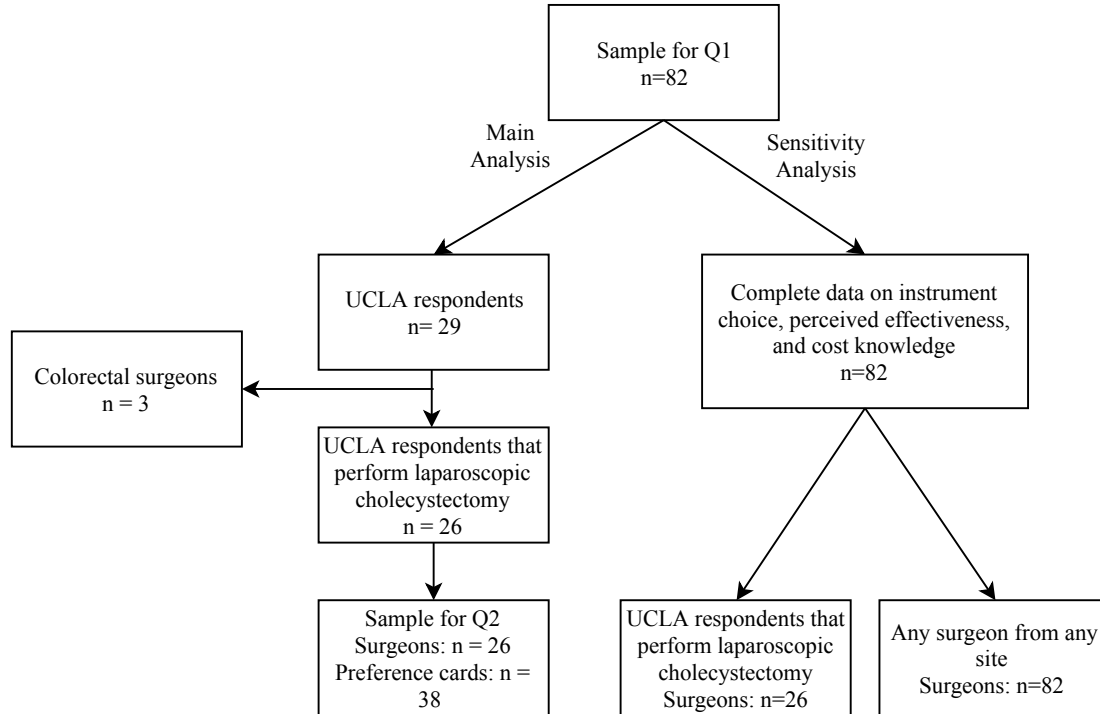 Sample for Q1
n=82
Main
Analysis
Sensitivity
Analysis
UCLA respondents
n= 29
Complete data on instrument
choice, perceived effectiveness,
and cost knowledge
n=82
Colorectal surgeons
n = 3
UCLA respondents that
perform laparoscopic
cholecystectomy
n = 26
Sample for Q2
Surgeons: n = 26
Preference cards: n =
38
UCLA respondents that
perform laparoscopic
cholecystectomy
Surgeons: n=26
Any surgeon from any
site
Surgeons: n=82